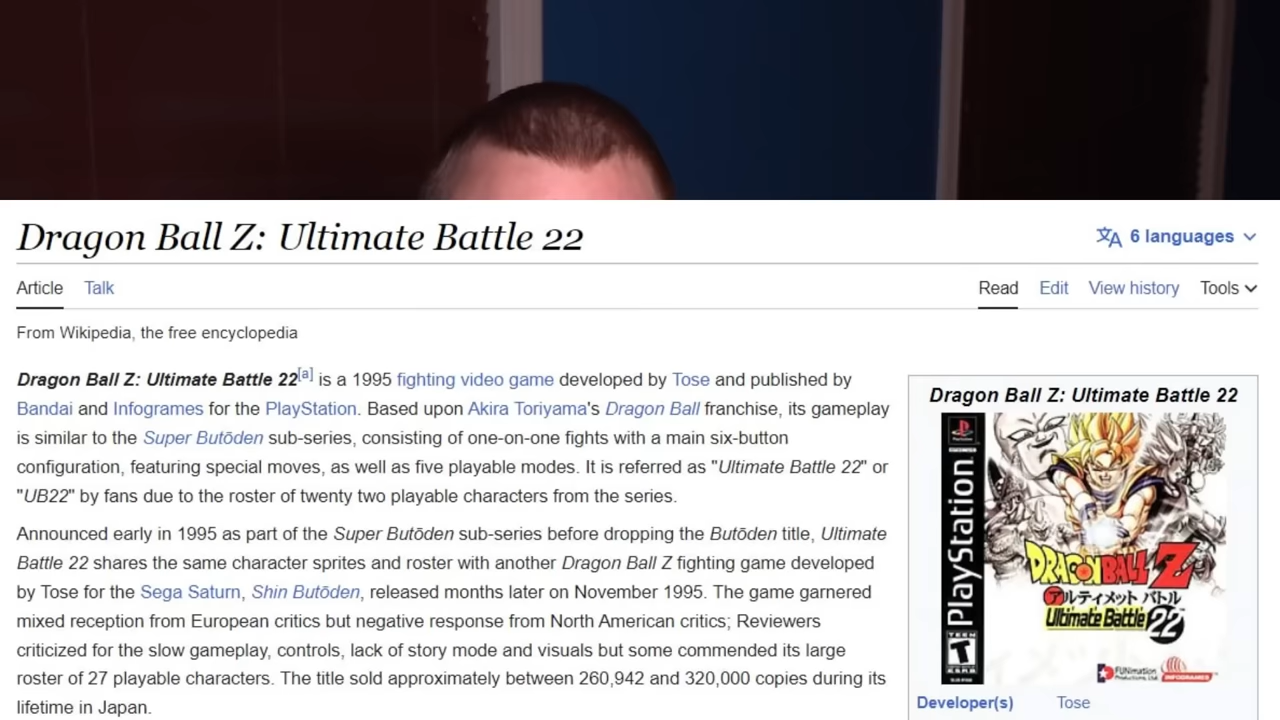 Dragon Ball Z: Ultimate Battle 22
6 languages
Article Talk
Read Edit View history Tools
From Wikipedia, the free encyclopedia
Dragon Ball Z: Ultimate Battle 22[a] is a 1995 fighting video game developed by Tose and published by
Bandai and Infogrames for the PlayStation. Based upon Akira Toriyama's Dragon Ball franchise, its gameplay
is similar to the Super Butōden sub-series, consisting of one-on-one fights with a main six-button
configuration, featuring special moves, as well as five playable modes. It is referred as "Ultimate Battle 22" or
"UB22" by fans due to the roster of twenty two playable characters from the series.
Announced early in 1995 as part of the Super Butōden sub-series before dropping the Butōden title, Ultimate
Battle 22 shares the same character sprites and roster with another Dragon Ball Z fighting game developed
by Tose for the Sega Saturn, Shin Butōden, released months later on November 1995. The game garnered
mixed reception from European critics but negative response from North American critics; Reviewers
criticized for the slow gameplay, controls, lack of story mode and visuals but some commended its large
roster of 27 playable characters. The title sold approximately between 260,942 and 320,000 copies during its
lifetime in Japan.
Dragon Ball Z: Ultimate Battle 22
PlayStation
DRAGONBALL Z
アルティメット バトル
Ultimate Battle 22
TEEN
T
ESRB
FUNimation
Productions, Ltd.
INFOGRAMES
Developer(s) Tose